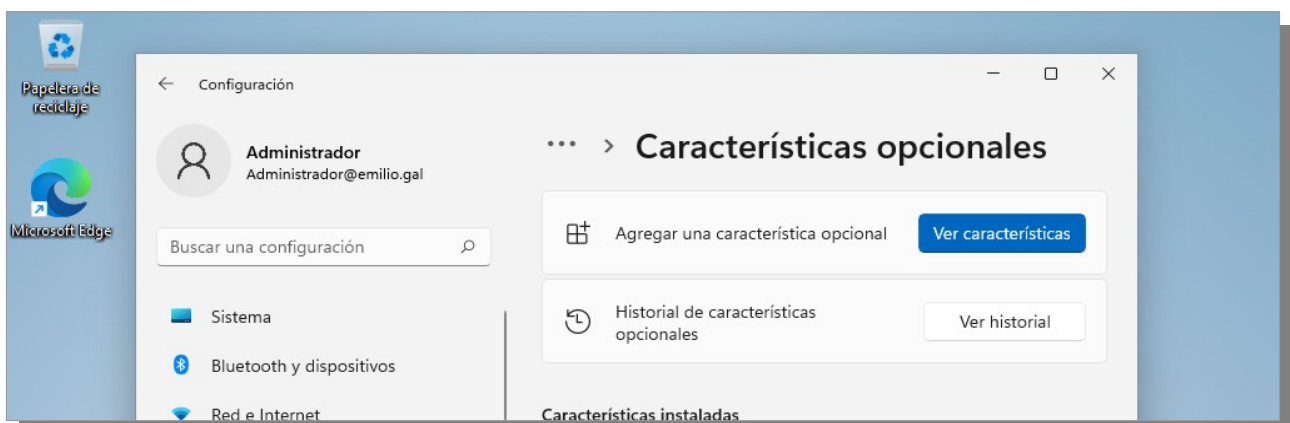 Papelera de
reciclaje
Microsoft Edge
Configuración
Administrador
Administrador@emilio.gal
Buscar una configuración
Sistema
Bluetooth y dispositivos
Red e Internet
Características opcionales
Agregar una característica opcional
Ver características
Historial de características
opcionales
Ver historial
Características instaladas